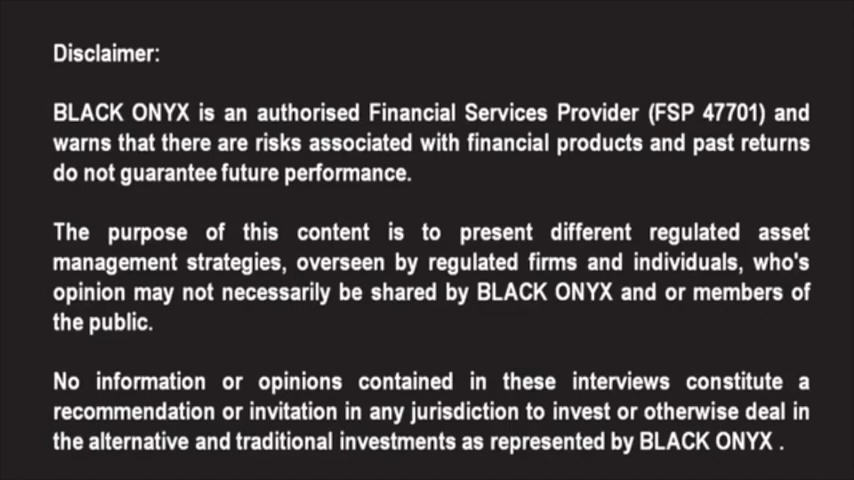 Disclaimer:
BLACK ONYX is an authorised Financial Services Provider (FSP 47701) and
warns that there are risks associated with financial products and past returns
do not guarantee future performance.
The purpose of this content is to present different regulated asset
management strategies, overseen by regulated firms and individuals, who's
opinion may not necessarily be shared by BLACK ONYX and or members of
the public.
No information or opinions contained in these interviews constitute a
recommendation or invitation in any jurisdiction to invest or otherwise deal in
the alternative and traditional investments as represented by BLACK ONYX .